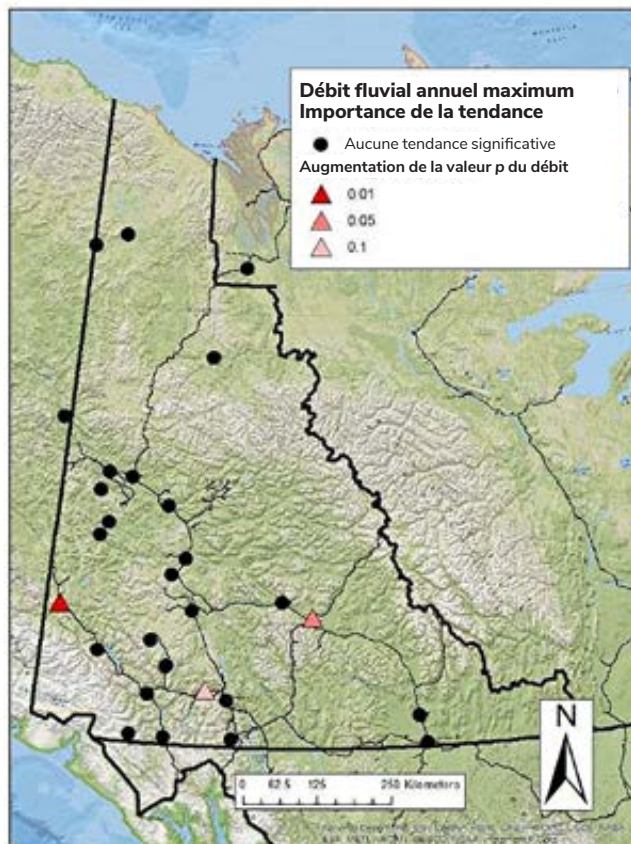 Débit fluvial annuel maximum
Importance de la tendance
Aucune tendance significative
Augmentation de la valeur p du débit
0.01
0.05
0.1
N
0 62.5 125 250 Kilometers